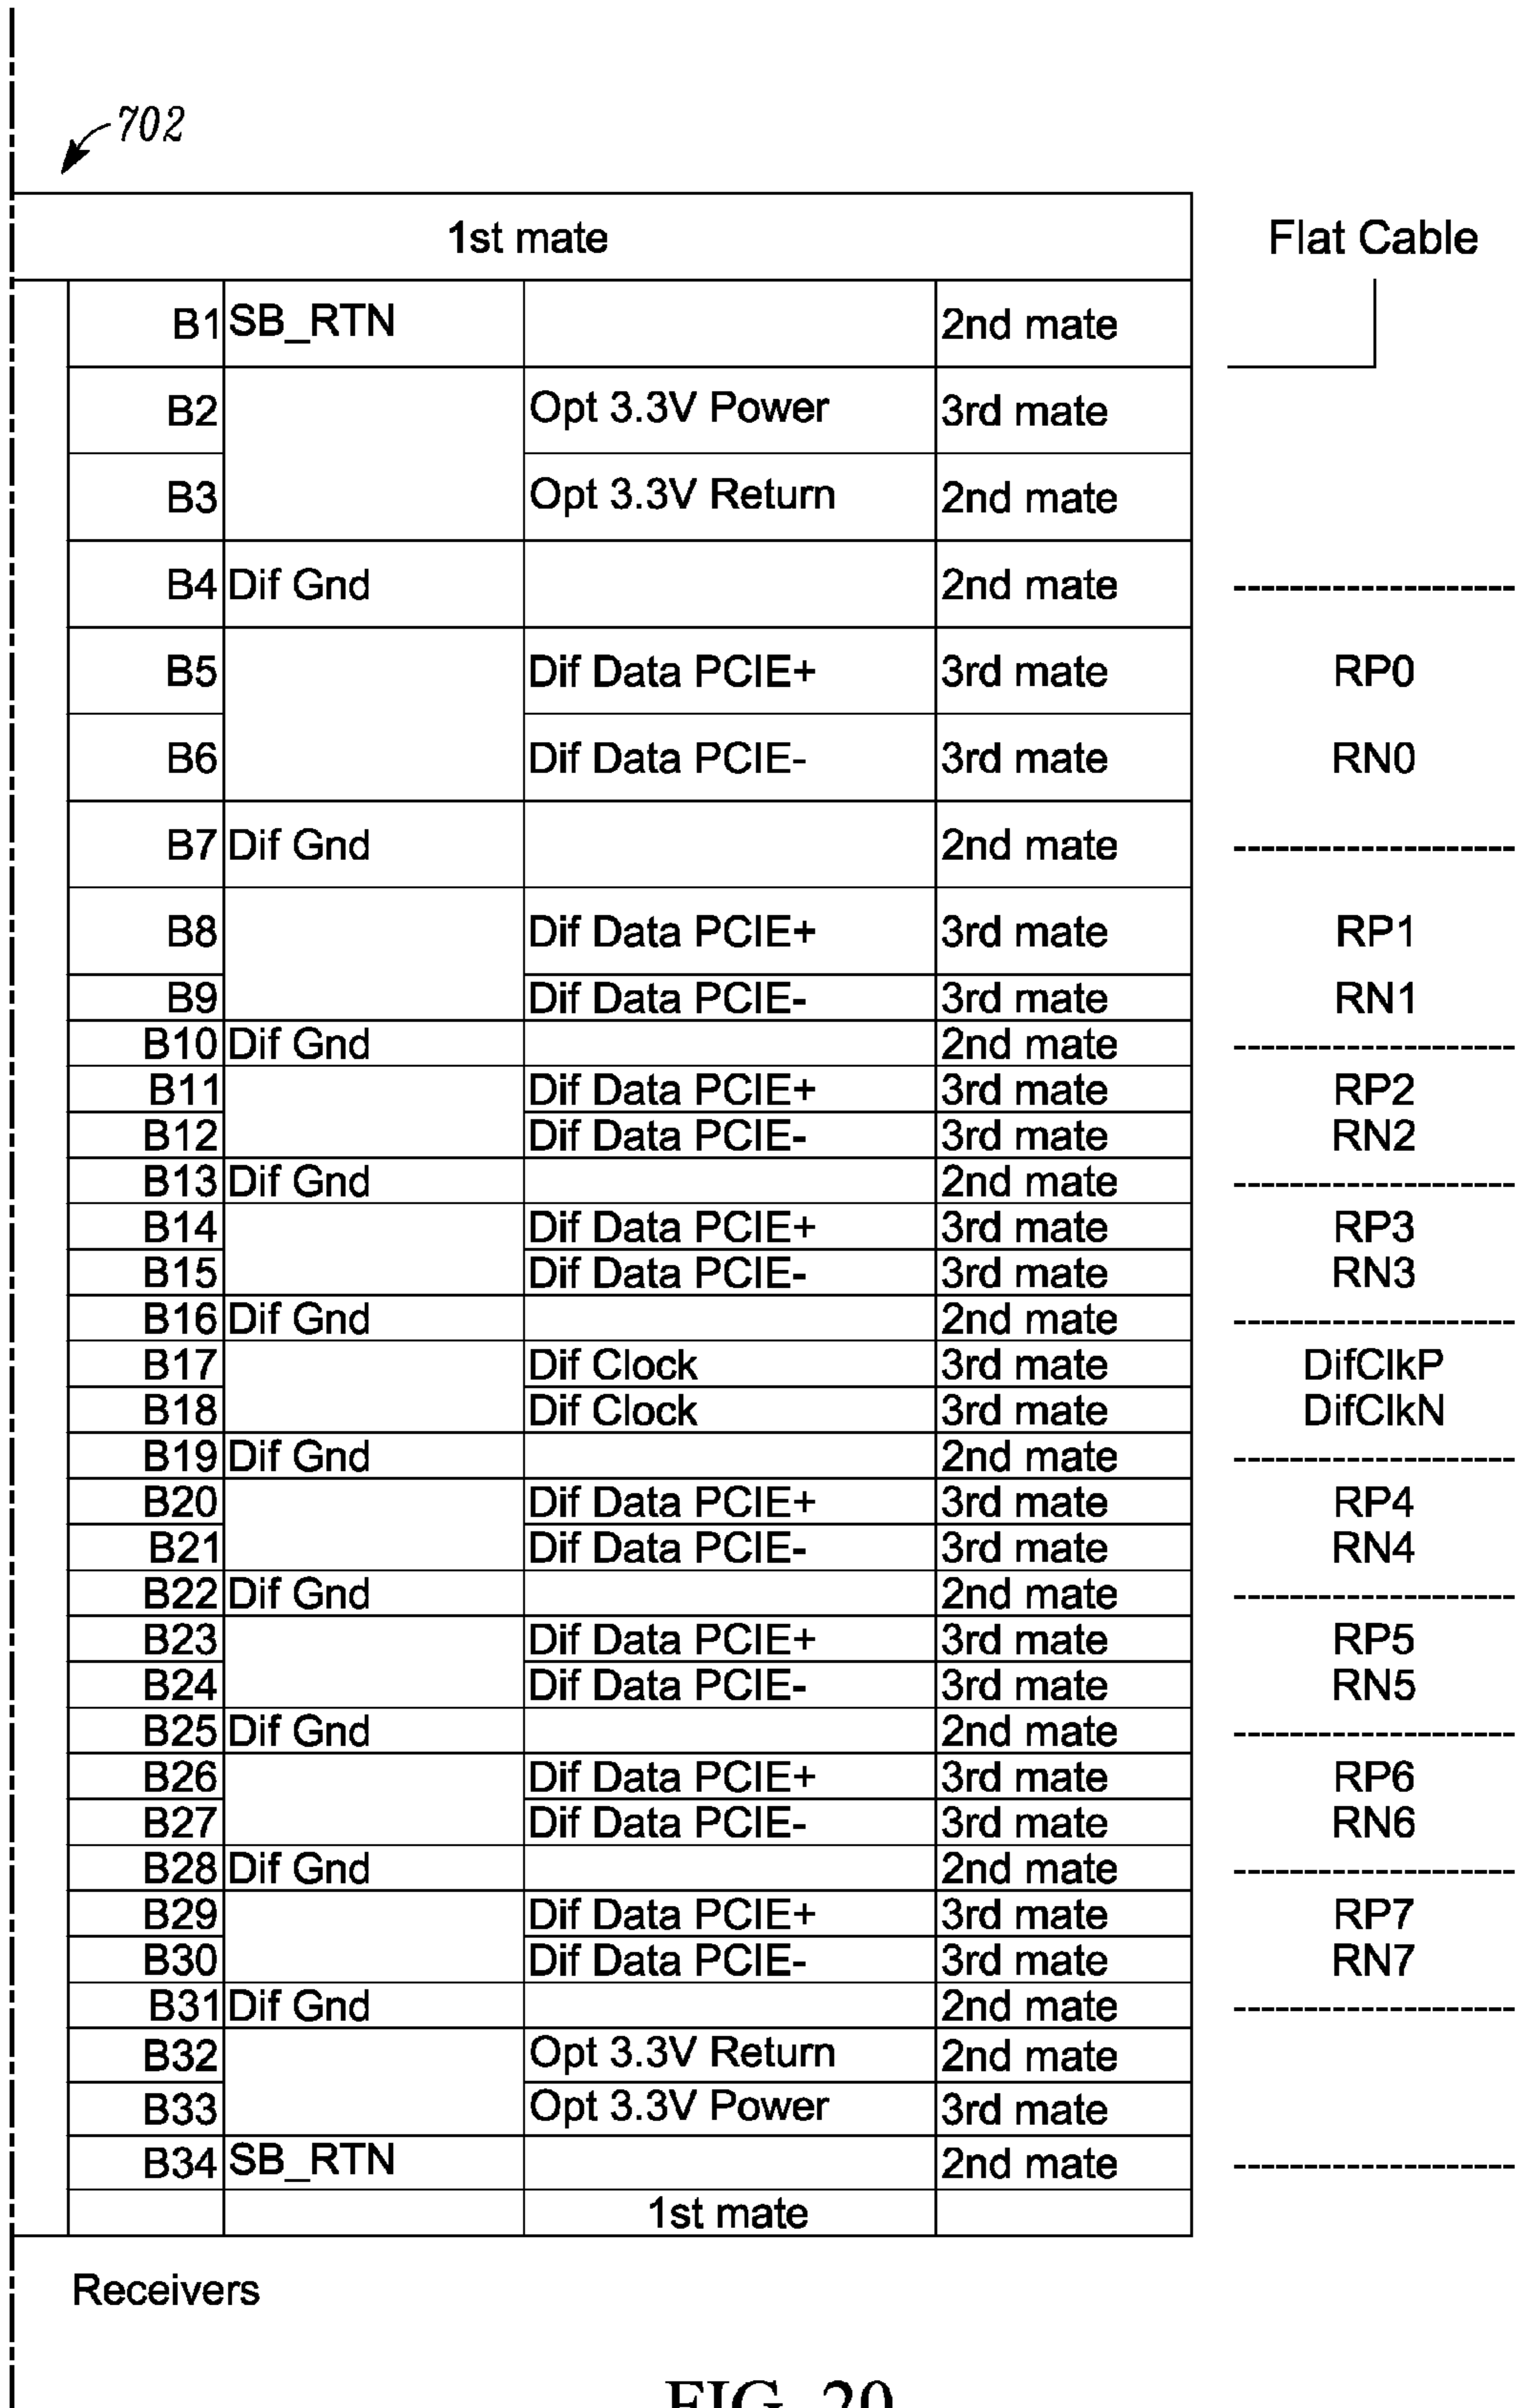 702
1st mate Flat Cable
B1 SB_RTN 2nd mate
B2 Opt 3.3V Power 3rd mate
B3 Opt 3.3V Return 2nd mate
B4 Dif Gnd 2nd mate
B5 Dif Data PCIE+ 3rd mate RP0
B6 Dif Data PCIE- 3rd mate RN0
B7 Dif Gnd 2nd mate
B8 Dif Data PCIE+ 3rd mate RP1
B9 Dif Data PCIE- 3rd mate RN1
B10 Dif Gnd 2nd mate
B11 Dif Data PCIE+ 3rd mate RP2
B12 Dif Data PCIE- 3rd mate RN2
B13 Dif Gnd 2nd mate
B14 Dif Data PCIE+ 3rd mate RP3
B15 Dif Data PCIE- 3rd mate RN3
B16 Dif Gnd 2nd mate
B17 Dif Clock 3rd mate DifClkP
B18 Dif Clock 3rd mate DifClkN
B19 Dif Gnd 2nd mate
B20 Dif Data PCIE+ 3rd mate RP4
B21 Dif Data PCIE- 3rd mate RN4
B22 Dif Gnd 2nd mate
B23 Dif Data PCIE+ 3rd mate RP5
B24 Dif Data PCIE- 3rd mate RN5
B25 Dif Gnd 2nd mate
B26 Dif Data PCIE+ 3rd mate RP6
B27 Dif Data PCIE- 3rd mate RN6
B28 Dif Gnd 2nd mate
B29 Dif Data PCIE+ 3rd mate RP7
B30 Dif Data PCIE- 3rd mate RN7
B31 Dif Gnd 2nd mate
B32 Opt 3.3V Return 2nd mate
B33 Opt 3.3V Power 3rd mate
B34 SB_RTN 2nd mate
1st mate
Receivers
FIG. 20